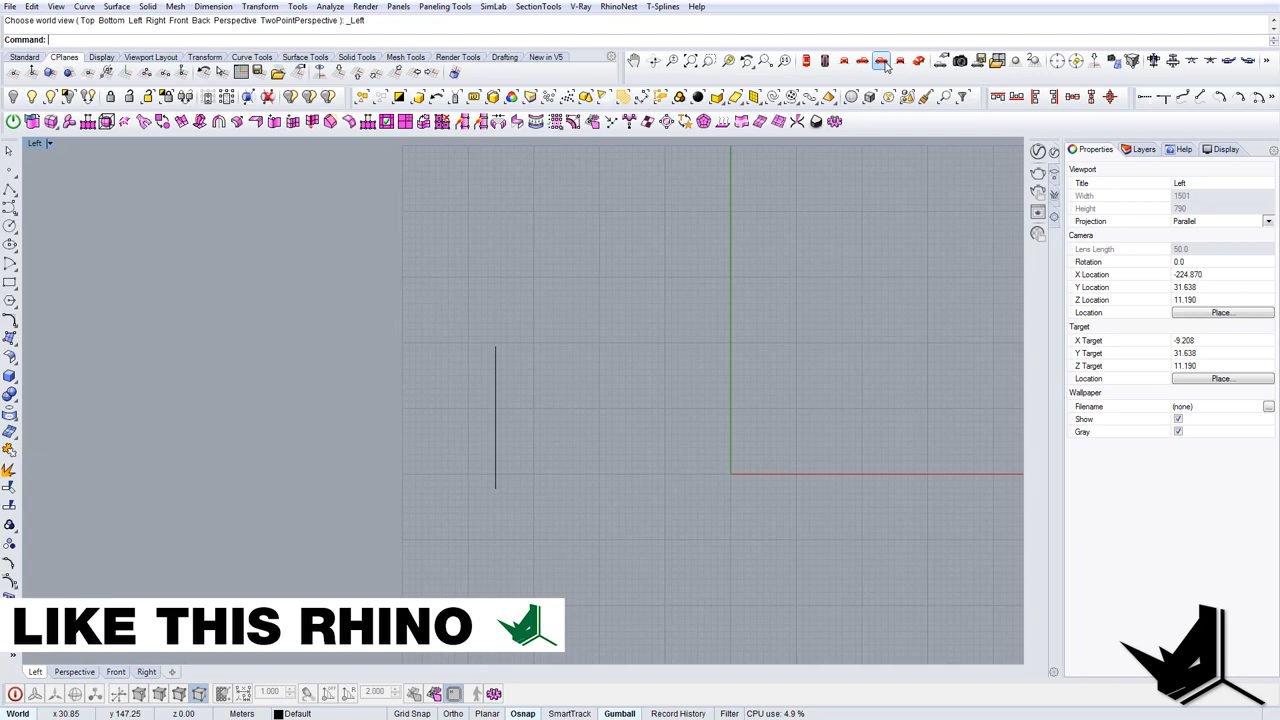 File Edit View Curve Surface Solid Mesh Dimension Transform Tools Analyze Render Panels Paneling Tools SimLab SectionTools V-Ray RhinoNest T-Splines Help
Choose world view ( Top Bottom Left Right Front Back Perspective TwoPointPerspective ): _Left
Command:
Standard CPlanes Display Viewport Layout Transform Curve Tools Surface Tools Solid Tools Mesh Tools Render Tools Drafting New in V5
Left
Properties Layers Help Display
Viewport
Title Left
Width 1501
Height 790
Projection Parallel
Camera
Lens Length 50.0
Rotation 0.0
X Location -224.870
Y Location 31.638
Z Location 11.190
Location Place...
Target
X Target -9.208
Y Target 31.638
Z Target 11.190
Location Place...
Wallpaper
Filename (none) ...
Show
Gray
LIKE THIS RHINO
Left Perspective Front Right
1.000 2.000
World x 30.85 y 147.25 z 0.00 Meters Default Grid Snap Ortho Planar Osnap SmartTrack Gumball Record History Filter CPU use: 4.9 %